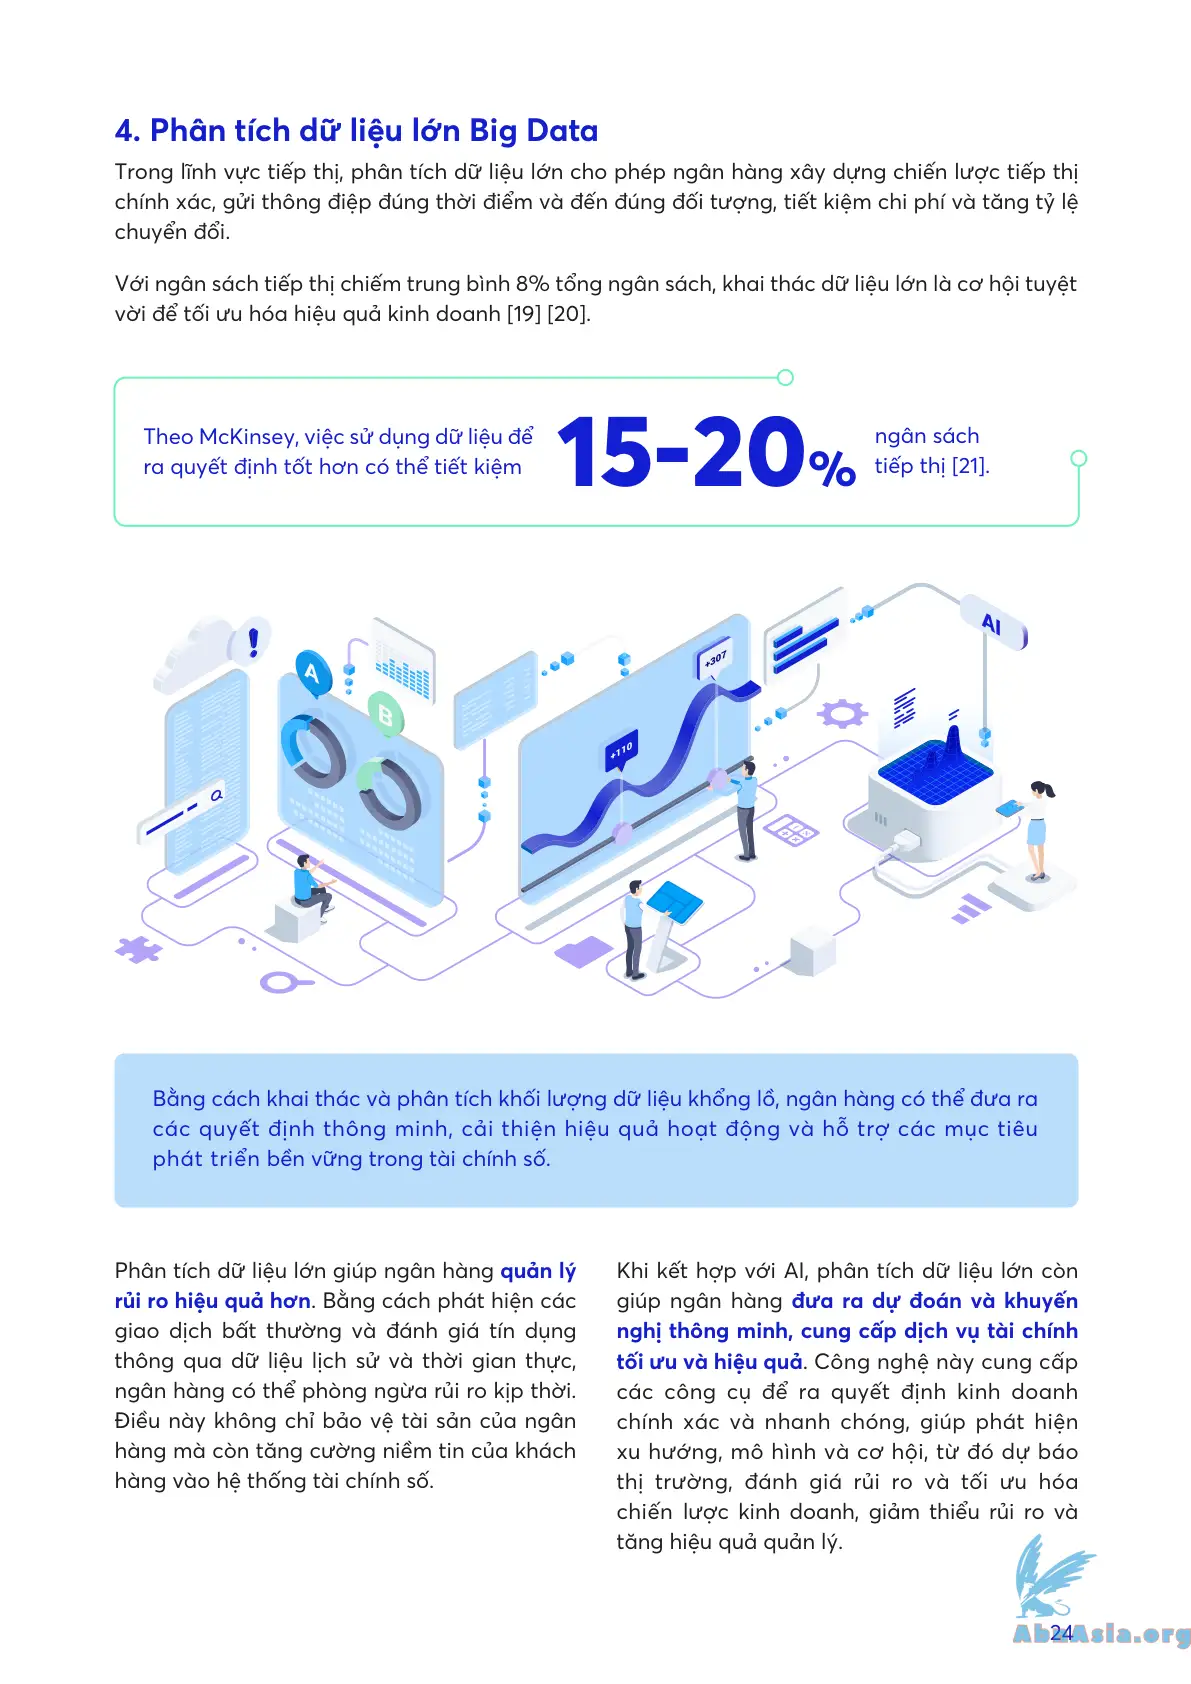 4. Phân tích dữ liệu lớn Big Data
Trong lĩnh vực tiếp thị, phân tích dữ liệu lớn cho phép ngân hàng xây dựng chiến lược tiếp thị
chính xác, gửi thông điệp đúng thời điểm và đến đúng đối tượng, tiết kiệm chi phí và tăng tỷ lệ
chuyển đổi.
Với ngân sách tiếp thị chiếm trung bình 8% tổng ngân sách, khai thác dữ liệu lớn là cơ hội tuyệt
vời để tối ưu hóa hiệu quả kinh doanh [19] [20].
Theo McKinsey, việc sử dụng dữ liệu để
ra quyết định tốt hơn có thể tiết kiệm
15-20%
ngân sách
tiếp thị [21].
!
A
B
+110
+307
AI
Bằng cách khai thác và phân tích khối lượng dữ liệu khổng lồ, ngân hàng có thể đưa ra
các quyết định thông minh, cải thiện hiệu quả hoạt động và hỗ trợ các mục tiêu
phát triển bền vững trong tài chính số.
Phân tích dữ liệu lớn giúp ngân hàng quản lý
rủi ro hiệu quả hơn. Bằng cách phát hiện các
giao dịch bất thường và đánh giá tín dụng
thông qua dữ liệu lịch sử và thời gian thực,
ngân hàng có thể phòng ngừa rủi ro kịp thời.
Điều này không chỉ bảo vệ tài sản của ngân
hàng mà còn tăng cường niềm tin của khách
hàng vào hệ thống tài chính số.
Khi kết hợp với AI, phân tích dữ liệu lớn còn
giúp ngân hàng đưa ra dự đoán và khuyến
nghị thông minh, cung cấp dịch vụ tài chính
tối ưu và hiệu quả. Công nghệ này cung cấp
các công cụ để ra quyết định kinh doanh
chính xác và nhanh chóng, giúp phát hiện
xu hướng, mô hình và cơ hội, từ đó dự báo
thị trường, đánh giá rủi ro và tối ưu hóa
chiến lược kinh doanh, giảm thiểu rủi ro và
tăng hiệu quả quản lý.
24